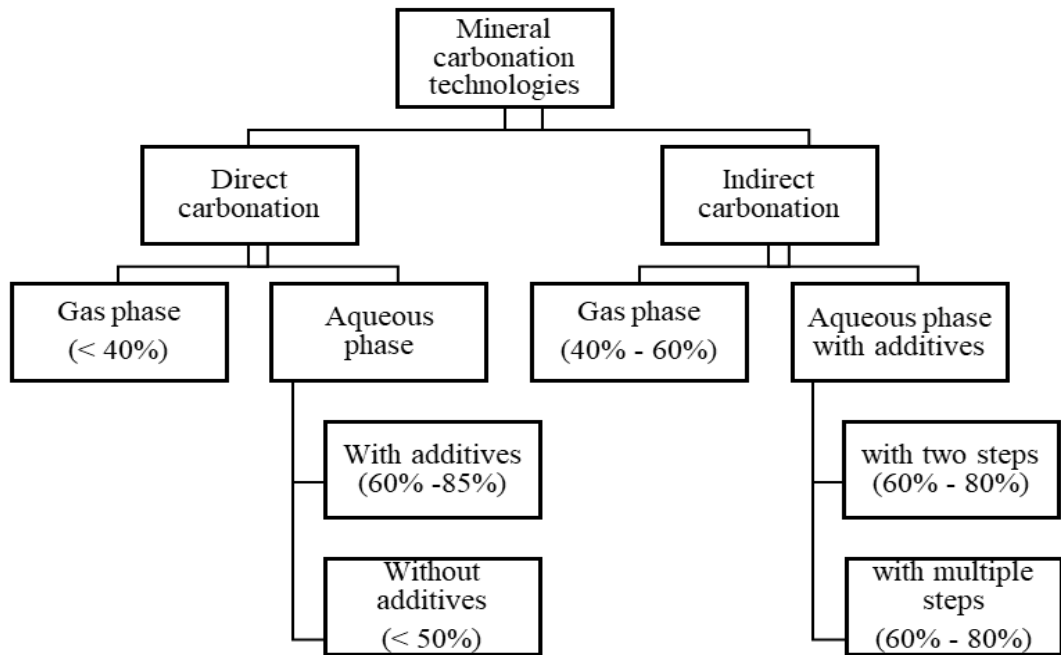 Mineral
carbonation
technologies
Direct
carbonation
Indirect
carbonation
Gas phase
(< 40%)
Aqueous
phase
Gas phase
(40% - 60%)
Aqueous phase
with additives
With additives
(60% -85%)
with two steps
(60% - 80%)
Without
additives
(< 50%)
with multiple
steps
(60% - 80%)